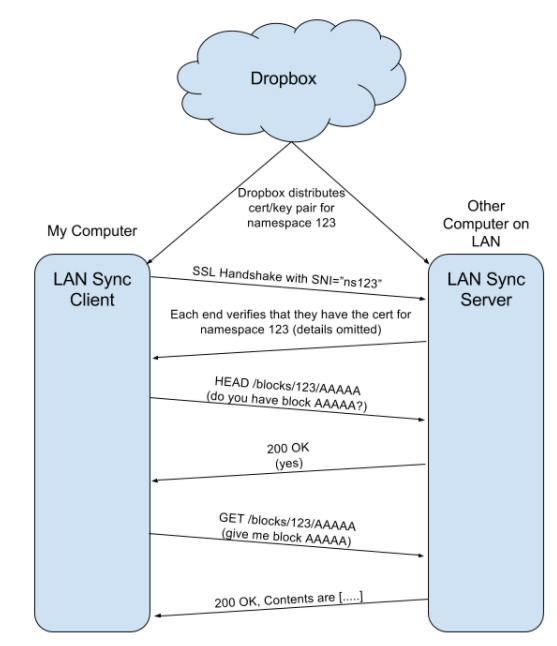 Dropbox
Dropbox distributes
cert/key pair for
namespace 123
My Computer
Other
Computer on
LAN
LAN Sync
Client
LAN Sync
Server
SSL Handshake with SNI="ns123"
Each end verifies that they have the cert for
namespace 123 (details omitted)
HEAD /blocks/123/AAAAA
(do you have block AAAAA?)
200 OK
(yes)
GET /blocks/123/AAAAA
(give me block AAAAA)
200 OK, Contents are [.....]